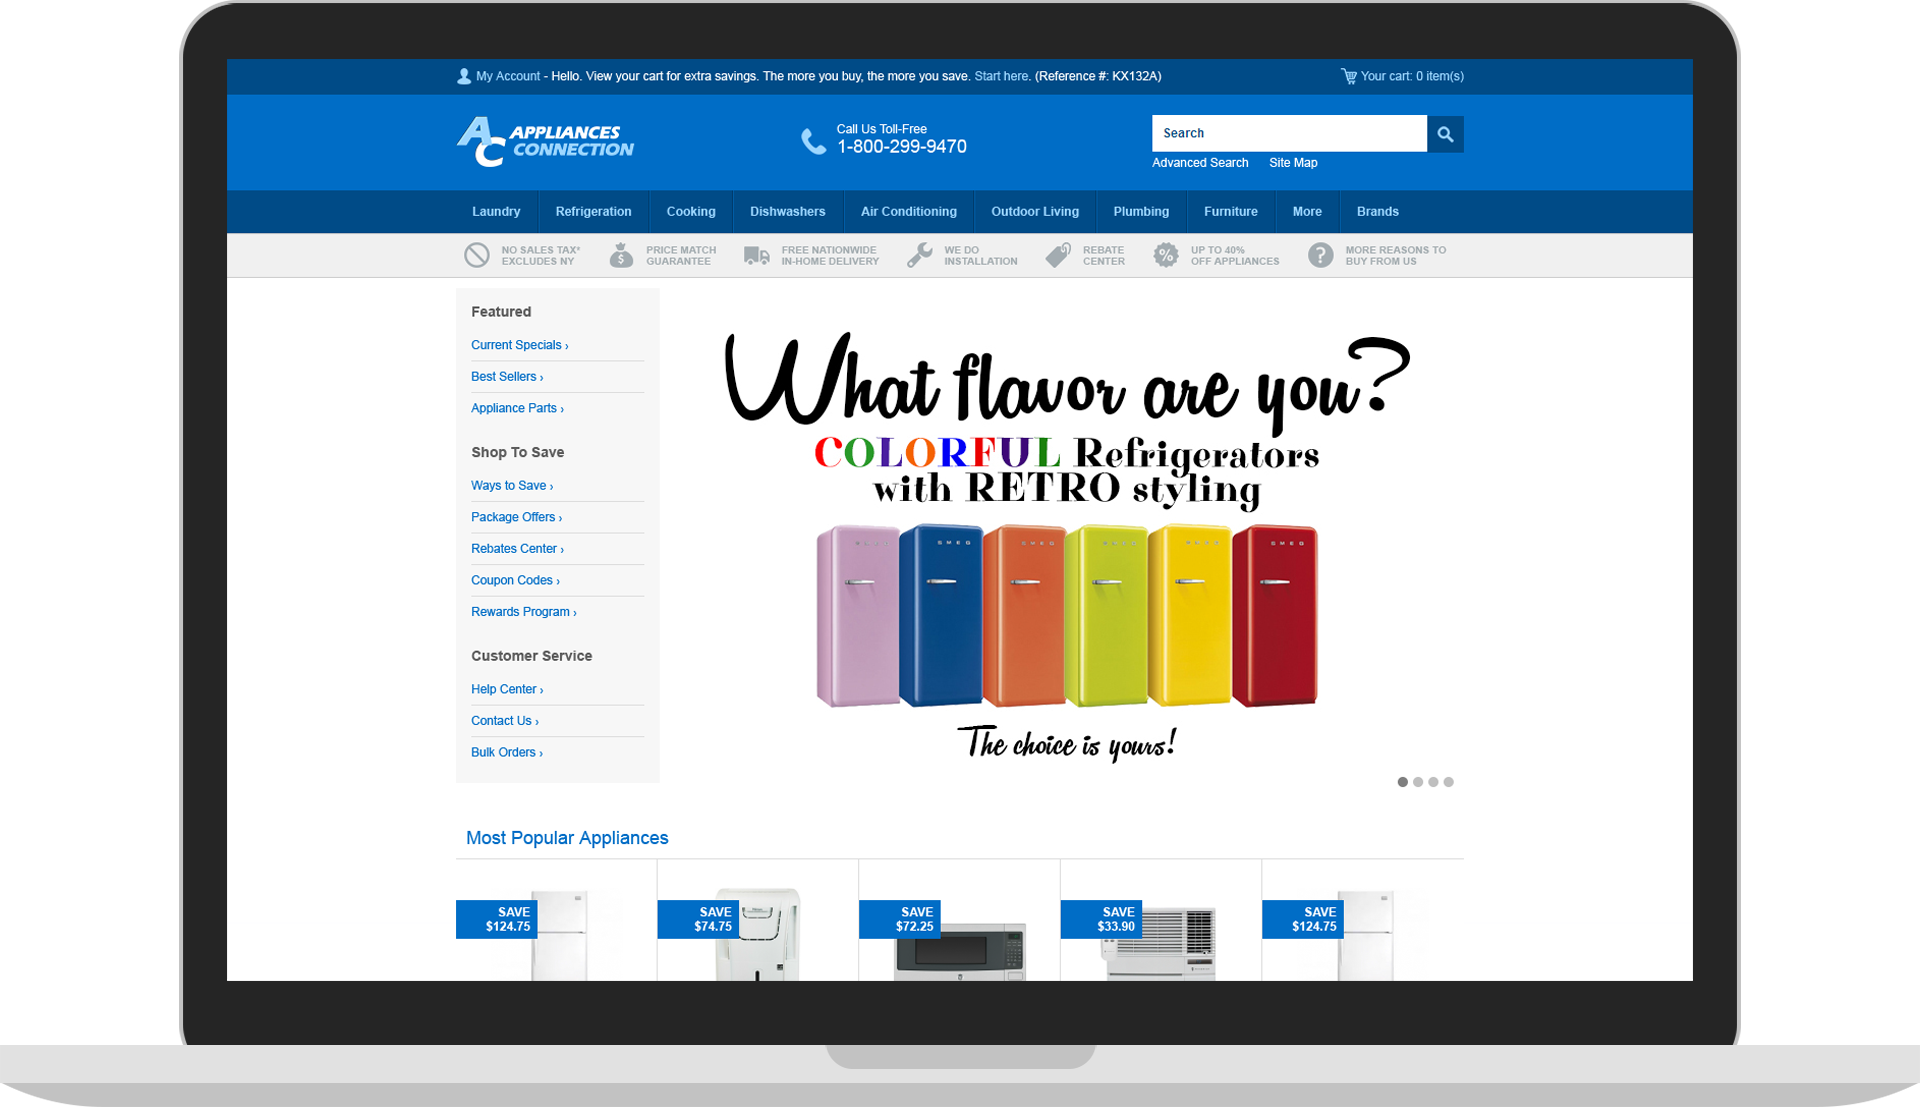 My Account - Hello. View your cart for extra savings. The more you buy, the more you save. Start here. (Reference #: KX132A)
Your cart: 0 item(s)
AC APPLIANCES
CONNECTION
Call Us Toll-Free
1-800-299-9470
Search
Advanced Search Site Map
Laundry Refrigeration Cooking Dishwashers Air Conditioning Outdoor Living Plumbing Furniture More Brands
NO SALES TAX*
EXCLUDES NY
PRICE MATCH
GUARANTEE
FREE NATIONWIDE
IN-HOME DELIVERY
WE DO
INSTALLATION
REBATE
CENTER
%
UP TO 40%
OFF APPLIANCES
?
MORE REASONS TO
BUY FROM US
Featured
Current Specials ›
Best Sellers ›
Appliance Parts ›
Shop To Save
Ways to Save ›
Package Offers ›
Rebates Center ›
Coupon Codes ›
Rewards Program ›
Customer Service
Help Center ›
Contact Us ›
Bulk Orders ›
What flavor are you?
COLORFUL Refrigerators
with RETRO styling
SMEG SMEG SMEG SMEG SMEG SMEG
The choice is yours!
Most Popular Appliances
SAVE
$124.75
SAVE
$74.75
SAVE
$72.25
SAVE
$33.90
SAVE
$124.75